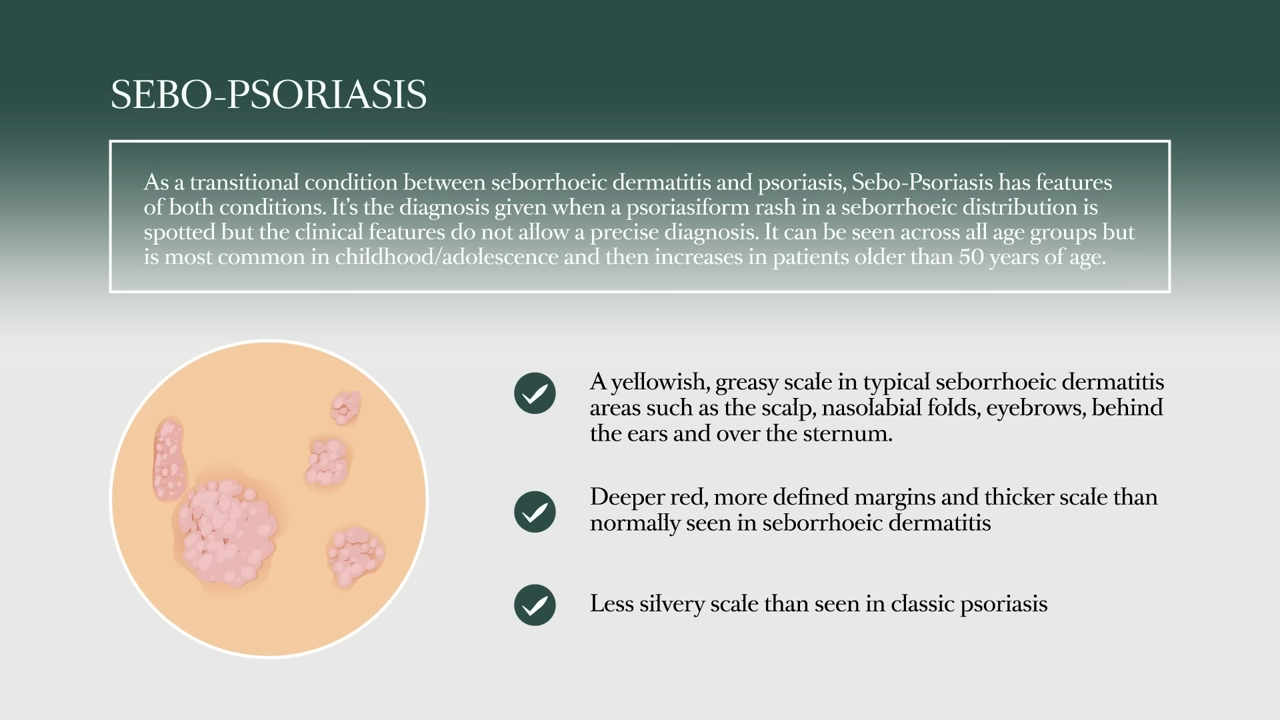 SEBO-PSORIASIS
As a transitional condition between seborrhoeic dermatitis and psoriasis, Sebo-Psoriasis has features
of both conditions. It’s the diagnosis given when a psoriasiform rash in a seborrhoeic distribution is
spotted but the clinical features do not allow a precise diagnosis. It can be seen across all age groups but
is most common in childhood/adolescence and then increases in patients older than 50 years of age.
A yellowish, greasy scale in typical seborrhoeic dermatitis
areas such as the scalp, nasolabial folds, eyebrows, behind
the ears and over the sternum.
Deeper red, more defined margins and thicker scale than
normally seen in seborrhoeic dermatitis
Less silvery scale than seen in classic psoriasis